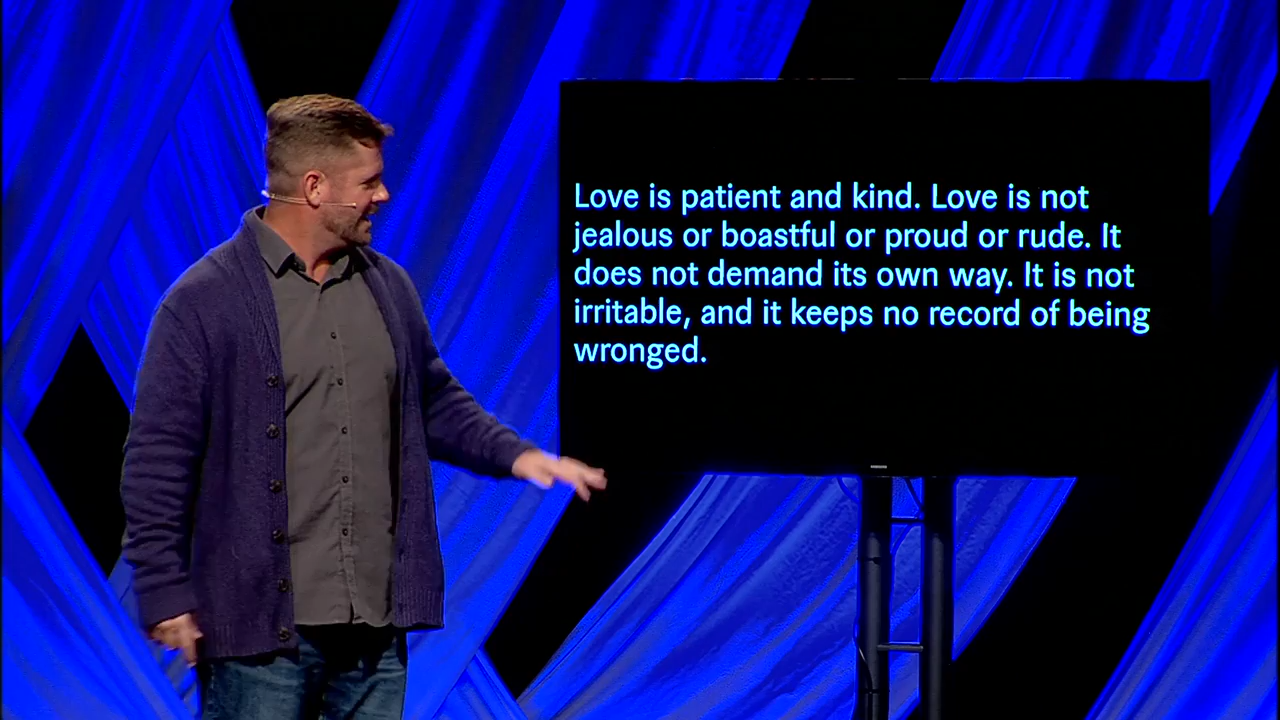 Love is patient and kind. Love is not
jealous or boastful or proud or rude. It
does not demand its own way. It is not
irritable, and it keeps no record of being
wronged.